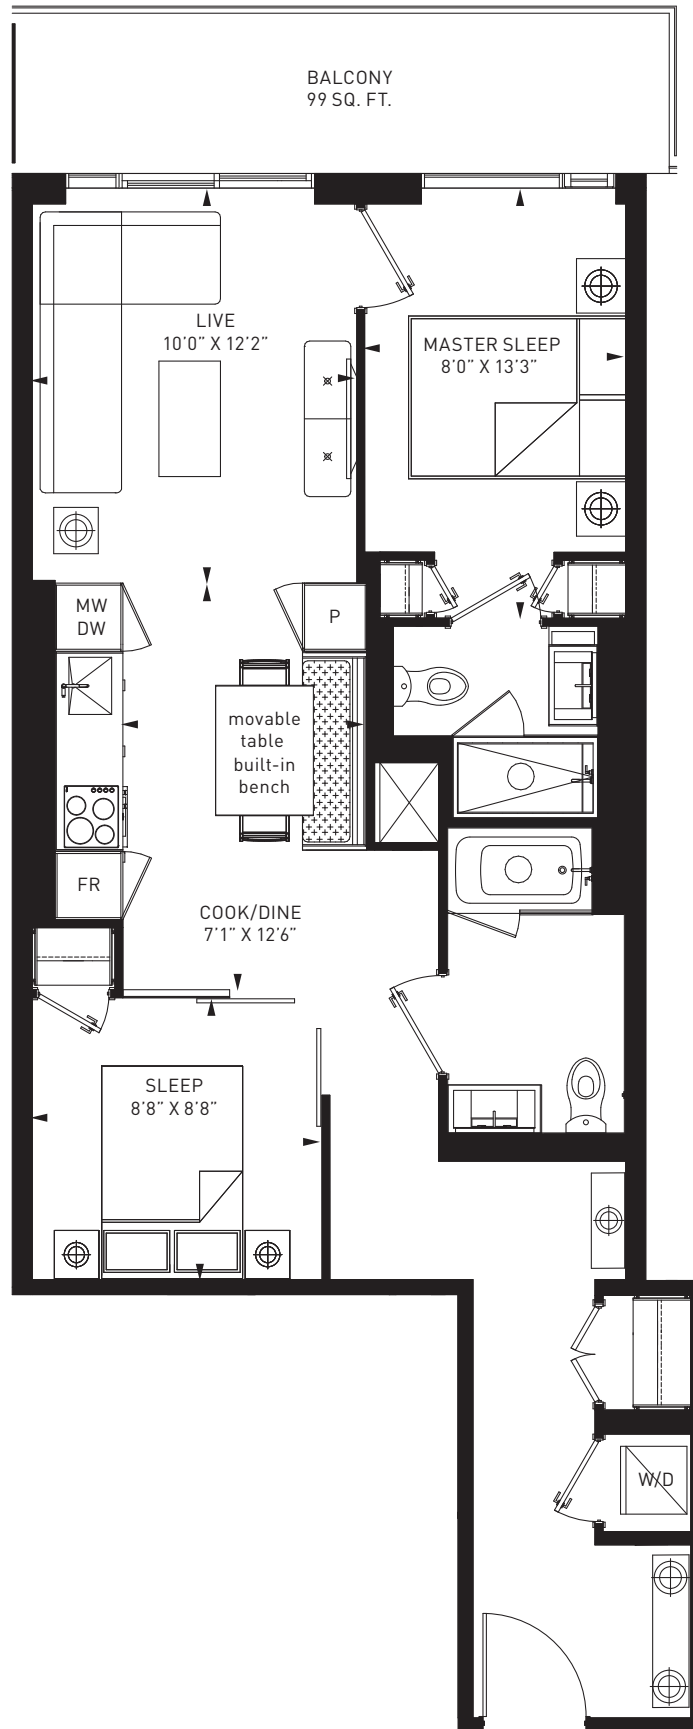 BALCONY
99 SQ. FT.
LIVE
10'0" X 12'2"
MASTER SLEEP
8'0" X 13'3"
MW
DW
P
movable
table
built-in
bench
FR
COOK/DINE
7'1" X 12'6"
SLEEP
8'8" X 8'8"
W/D